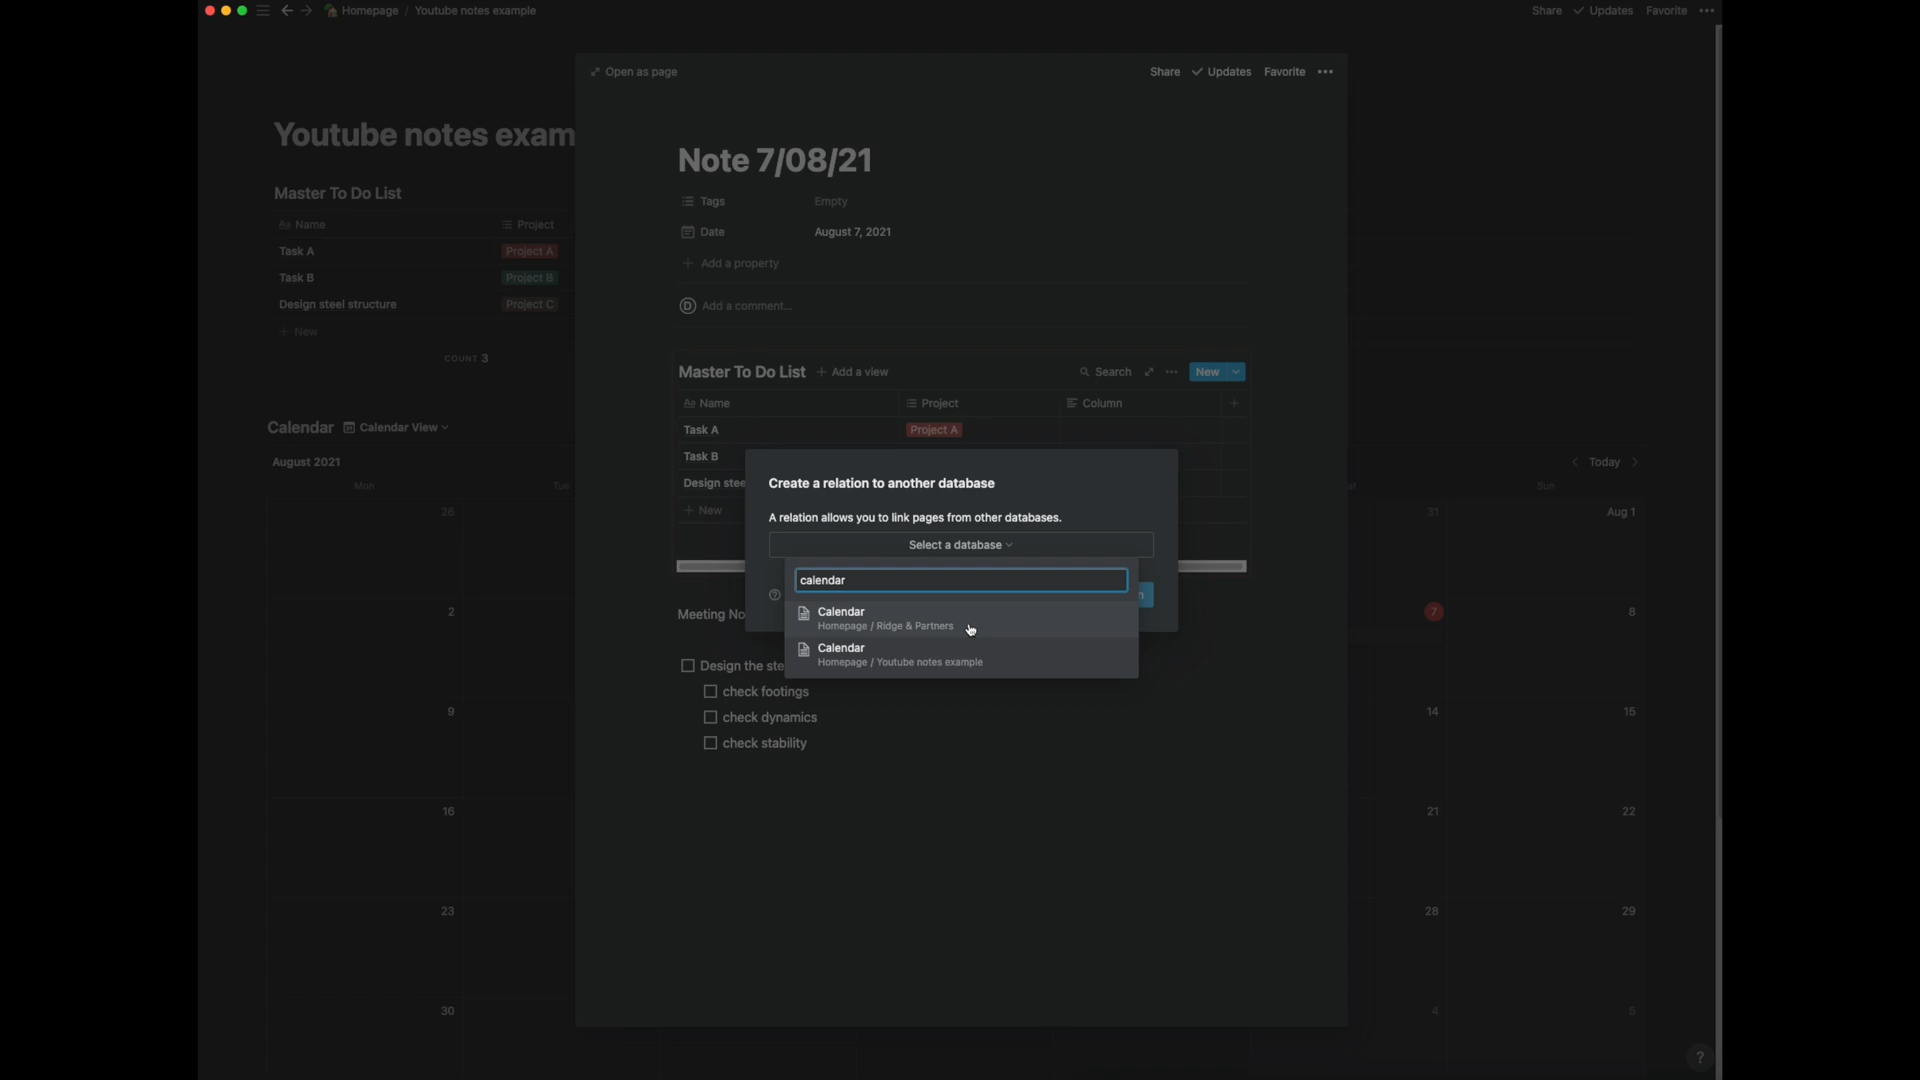 Homepage / Youtube notes example
Share Updates Favorite
Open as page
Share Updates Favorite
Youtube notes exam
Note 7/08/21
Master To Do List
Tags Empty
Aa Name Project
Date August 7, 2021
Task A Project A
Add a property
Task B Project B
Design steel structure Project C
D Add a comment...
+ New
COUNT 3
Master To Do List + Add a view Search New
Aa Name Project Column
Calendar Calendar View
Task A Project A
Task B
August 2021 Today
Create a relation to another database
Design stee
Mon Tue Sun
+ New
26 31 Aug 1
A relation allows you to link pages from other databases.
Select a database
calendar
Calendar
Homepage / Ridge & Partners
2 7 8
Meeting No
Calendar
Homepage / Youtube notes example
Design the ste
check footings
9 14 15
check dynamics
check stability
16 21 22
23 28 29
30 4 5
?